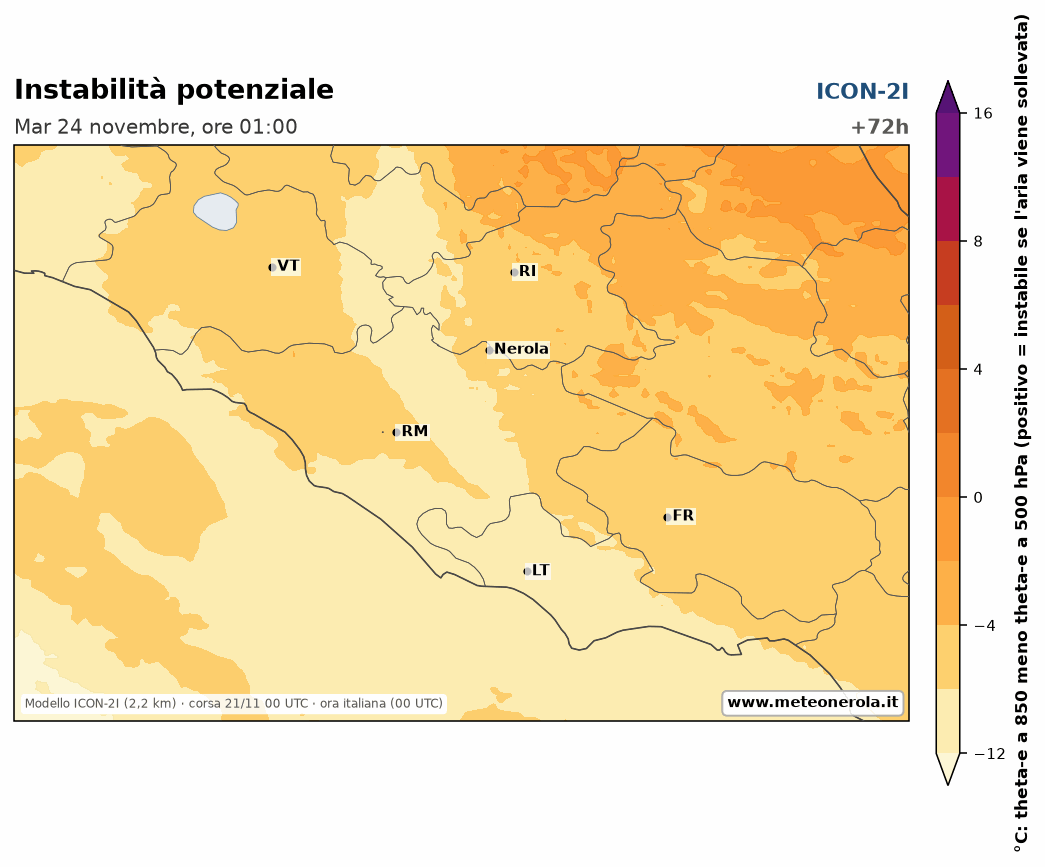 Instabilità potenziale
ICON-2I
Mar 24 novembre, ore 01:00
+72h
VT
RI
Nerola
RM
FR
LT
Modello ICON-2I (2,2 km) · corsa 21/11 00 UTC · ora italiana (00 UTC)
www.meteonerola.it
16
8
4
0
−4
−12
°C: theta-e a 850 meno theta-e a 500 hPa (positivo = instabile se l'aria viene sollevata)